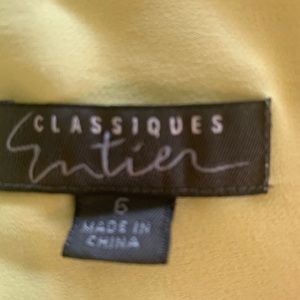 CLASSIQUES
Entier
6
MADE IN
CHINA